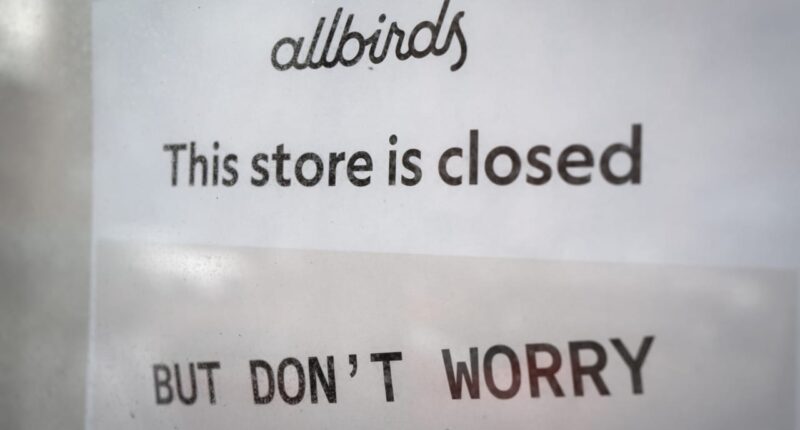 allbirds
This store is closed
BUT DON'T WORRY